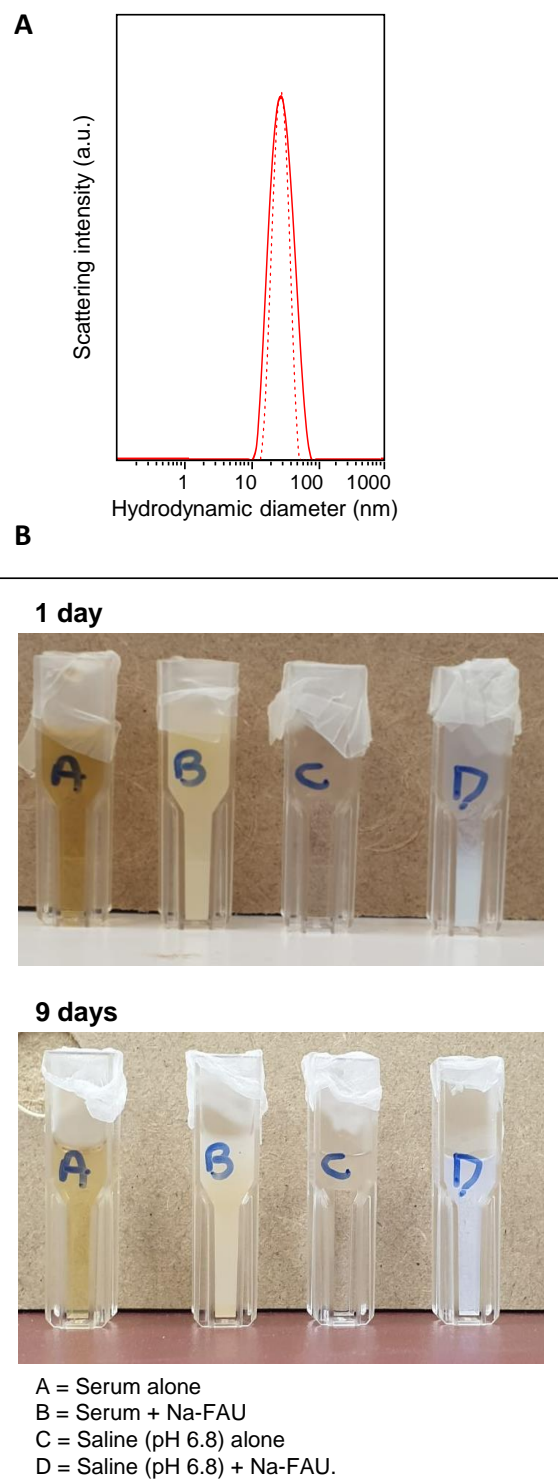 A
Scattering intensity (a.u.)
1 10 100 1000
Hydrodynamic diameter (nm)
B
1 day
A B C D
9 days
A B C D
A = Serum alone
B = Serum + Na-FAU
C = Saline (pH 6.8) alone
D = Saline (pH 6.8) + Na-FAU.